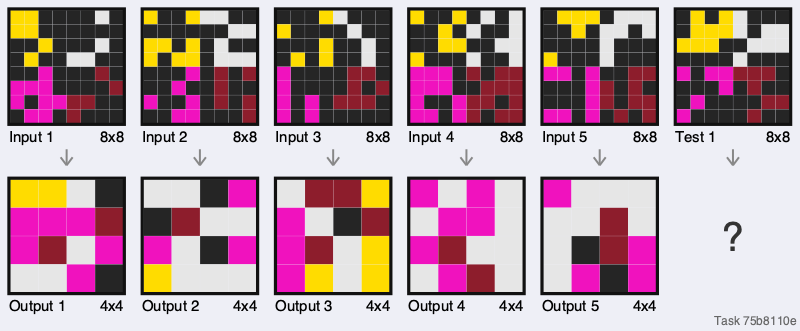 Input 1 8x8 Input 2 8x8 Input 3 8x8 Input 4 8x8 Input 5 8x8 Test 1 8x8
?
Output 1 4x4 Output 2 4x4 Output 3 4x4 Output 4 4x4 Output 5 4x4
Task 75b8110e